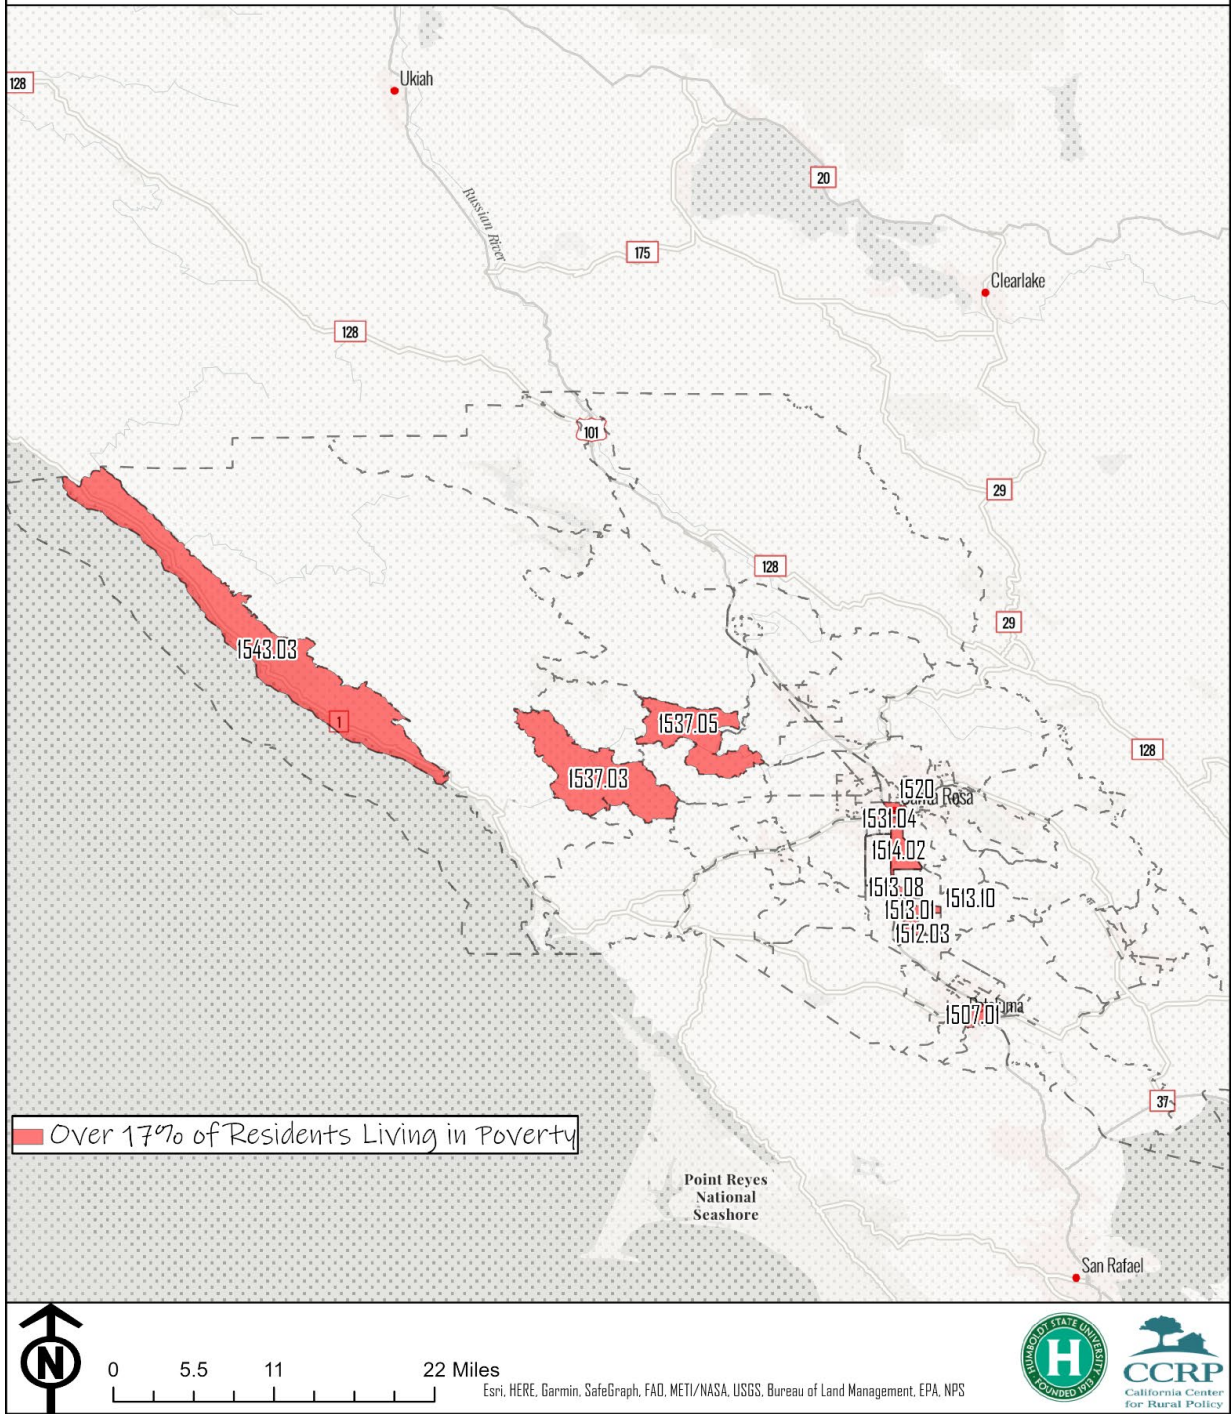 128
Ukiah
20
Russian River
175
Clearlake
128
101
29
128
29
1543.03
1
1537.05
1537.03
128
1520
Santa Rosa
1531.04
1514.02
1513.08
1513.10
1513.01
1512.03
1507.01
37
Over 17% of Residents Living in Poverty
Point Reyes
National
Seashore
San Rafael
N
0 5.5 11 22 Miles
Esri, HERE, Garmin, SafeGraph, FAO, METI/NASA, USGS, Bureau of Land Management, EPA, NPS
HUMBOLDT STATE UNIVERSITY
H
FOUNDED 1913
CCRP
California Center
for Rural Policy